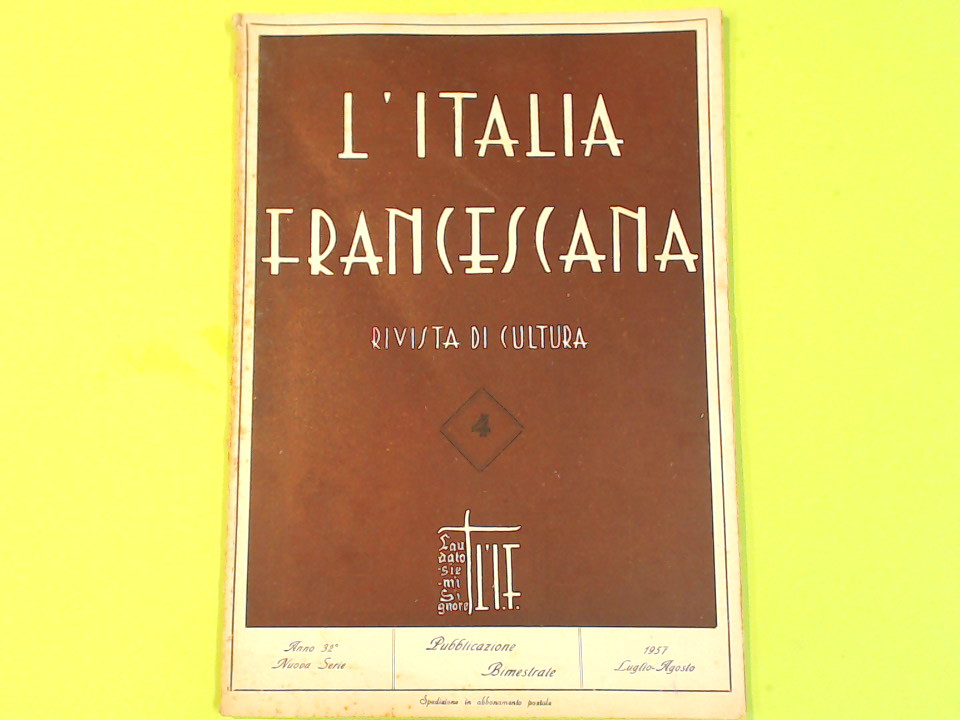 L'ITALIA
FRANCESCANA
RIVISTA DI CULTURA
4
Lau
dato
-sie
-mi
Si
gnore
L'I.F.
Anno 32°
Nuova Serie
Pubblicazione
Bimestrale
1957
Luglio-Agosto
Spedizione in abbonamento postale